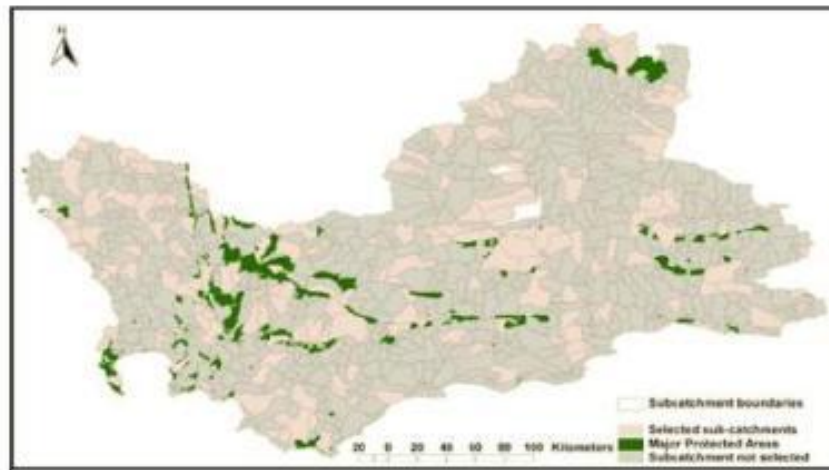 N
Subcatchment boundaries
Selected sub-catchments
Major Protected Areas
Subcatchment not selected
20 0 20 40 60 80 100 Kilometers